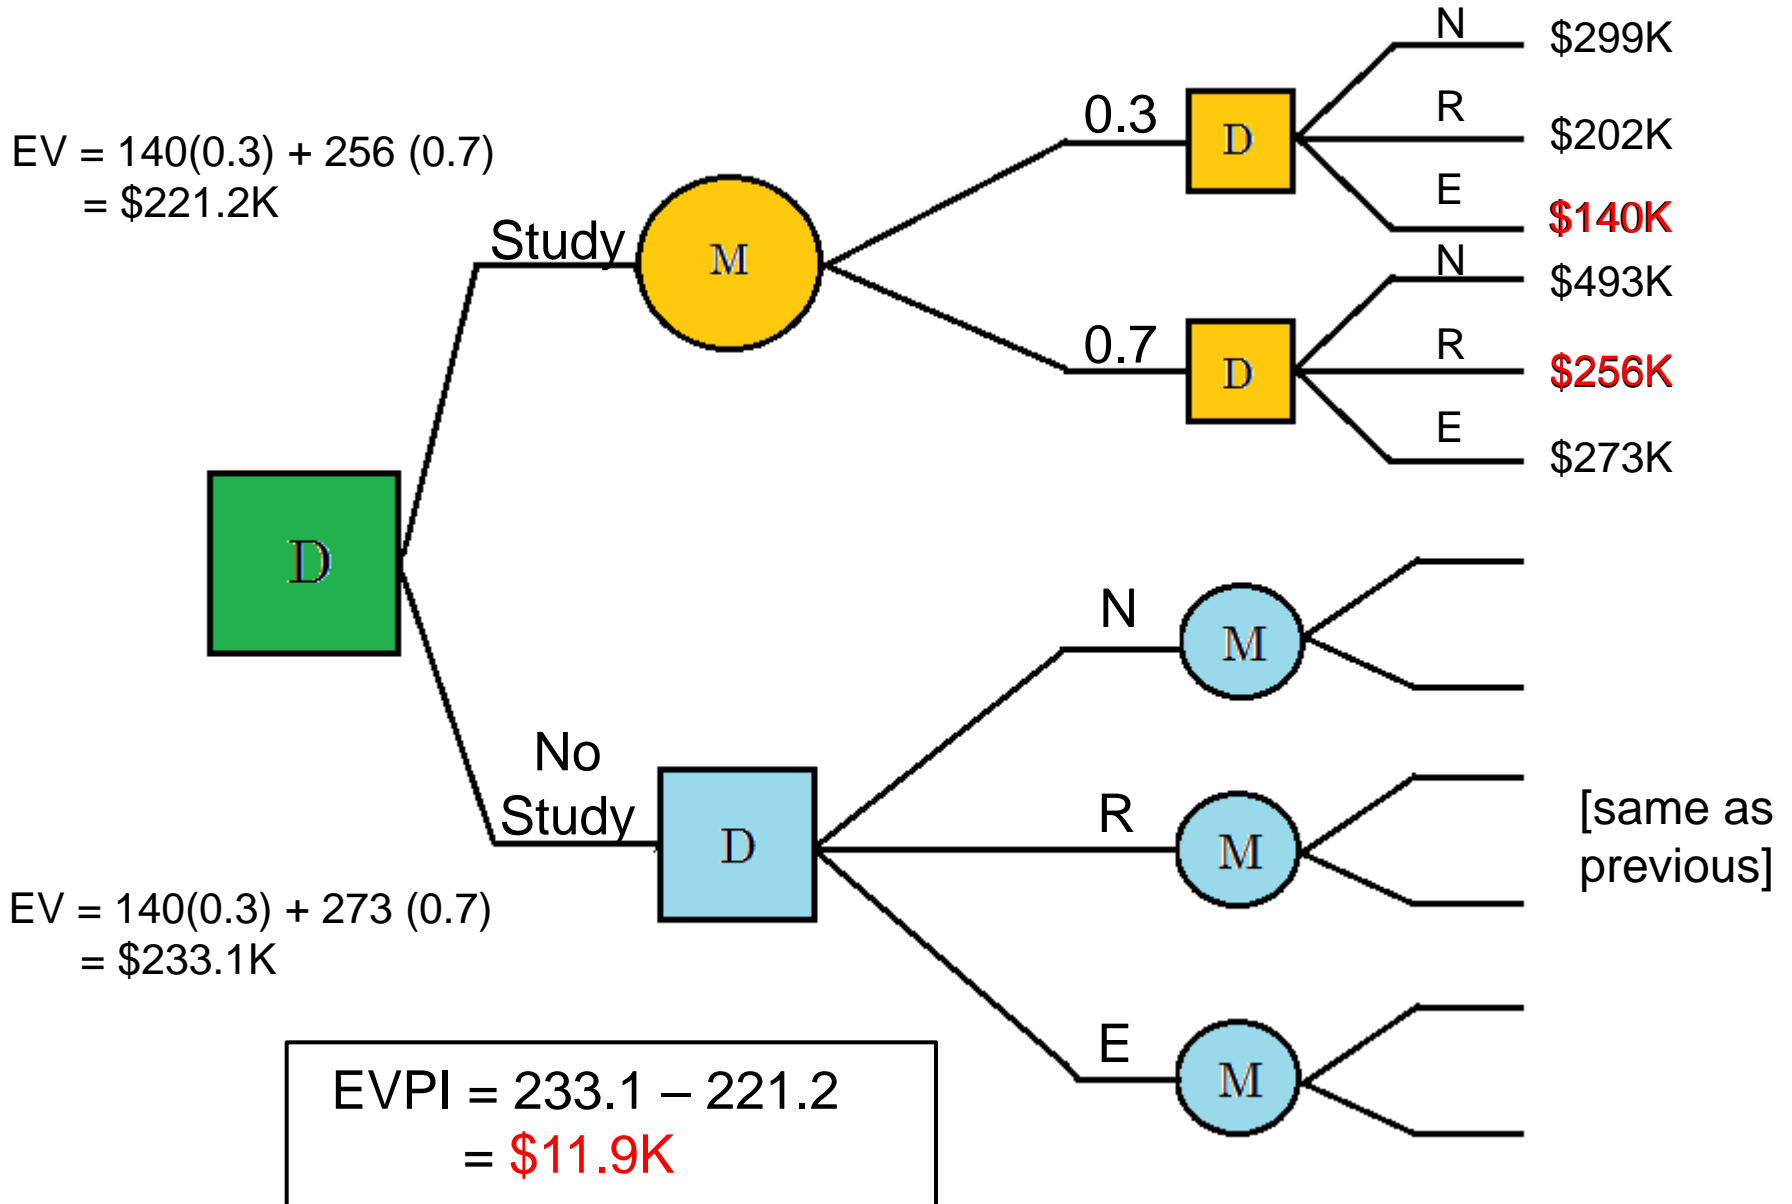 N $299K
0.3 D R $202K
EV = 140(0.3) + 256 (0.7)
= $221.2K
E $140K
Study M
N $493K
0.7 D R $256K
E $273K
D
N M
No
Study D
R M [same as
previous]
EV = 140(0.3) + 273 (0.7)
= $233.1K
E M
EVPI = 233.1 – 221.2
= $11.9K